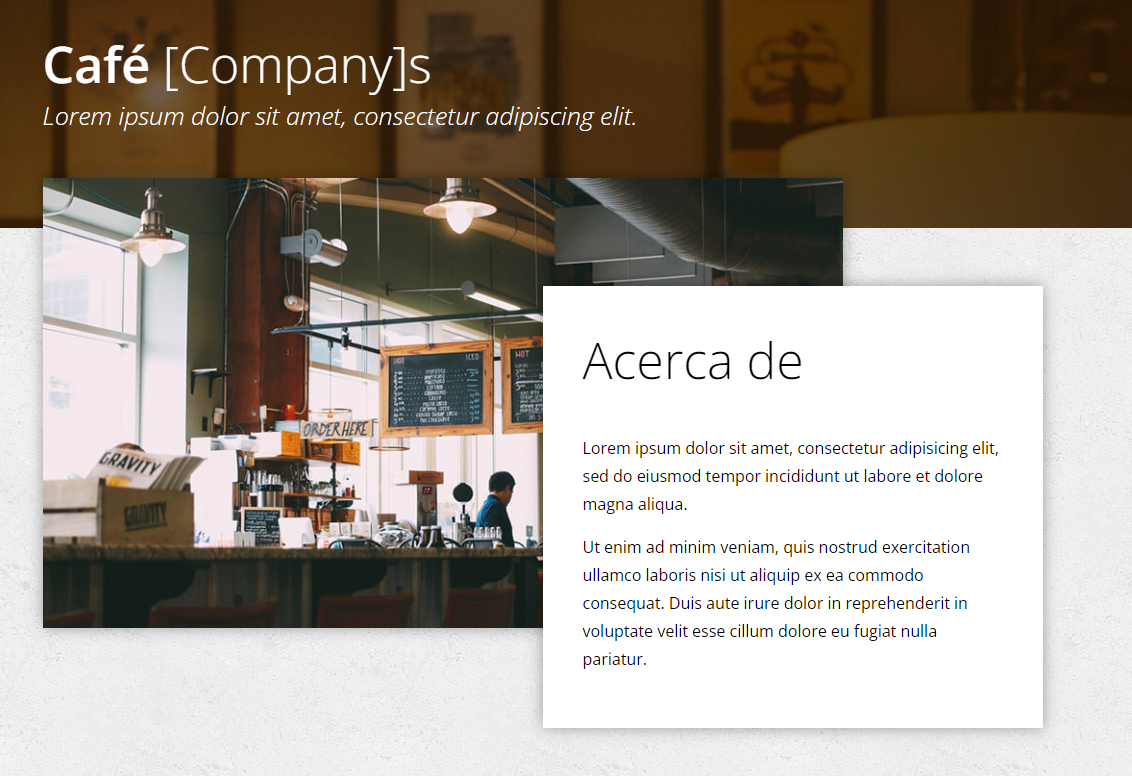 Café [Company]s
Lorem ipsum dolor sit amet, consectetur adipiscing elit.
HOT ICED
HOT
ORDER HERE
GRAVITY
GRAVITY
Acerca de
Lorem ipsum dolor sit amet, consectetur adipisicing elit,
sed do eiusmod tempor incididunt ut labore et dolore
magna aliqua.
Ut enim ad minim veniam, quis nostrud exercitation
ullamco laboris nisi ut aliquip ex ea commodo
consequat. Duis aute irure dolor in reprehenderit in
voluptate velit esse cillum dolore eu fugiat nulla
pariatur.